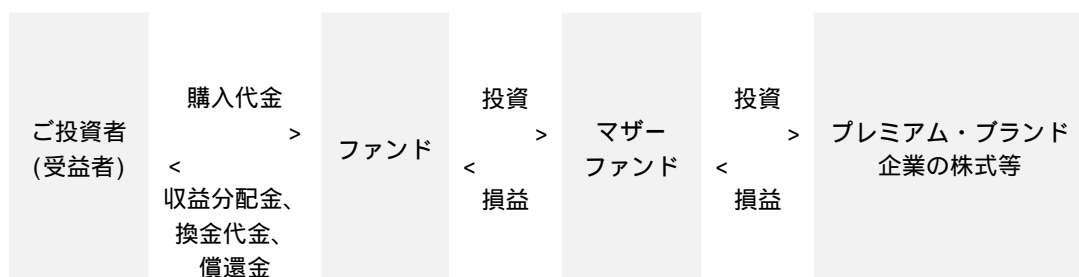 ご投資者
(受益者)
購入代金
>
<
収益分配金、
換金代金、
償還金
ファンド
投資
>
<
損益
マザー
ファンド
投資
>
<
損益
プレミアム・ブランド
企業の株式等